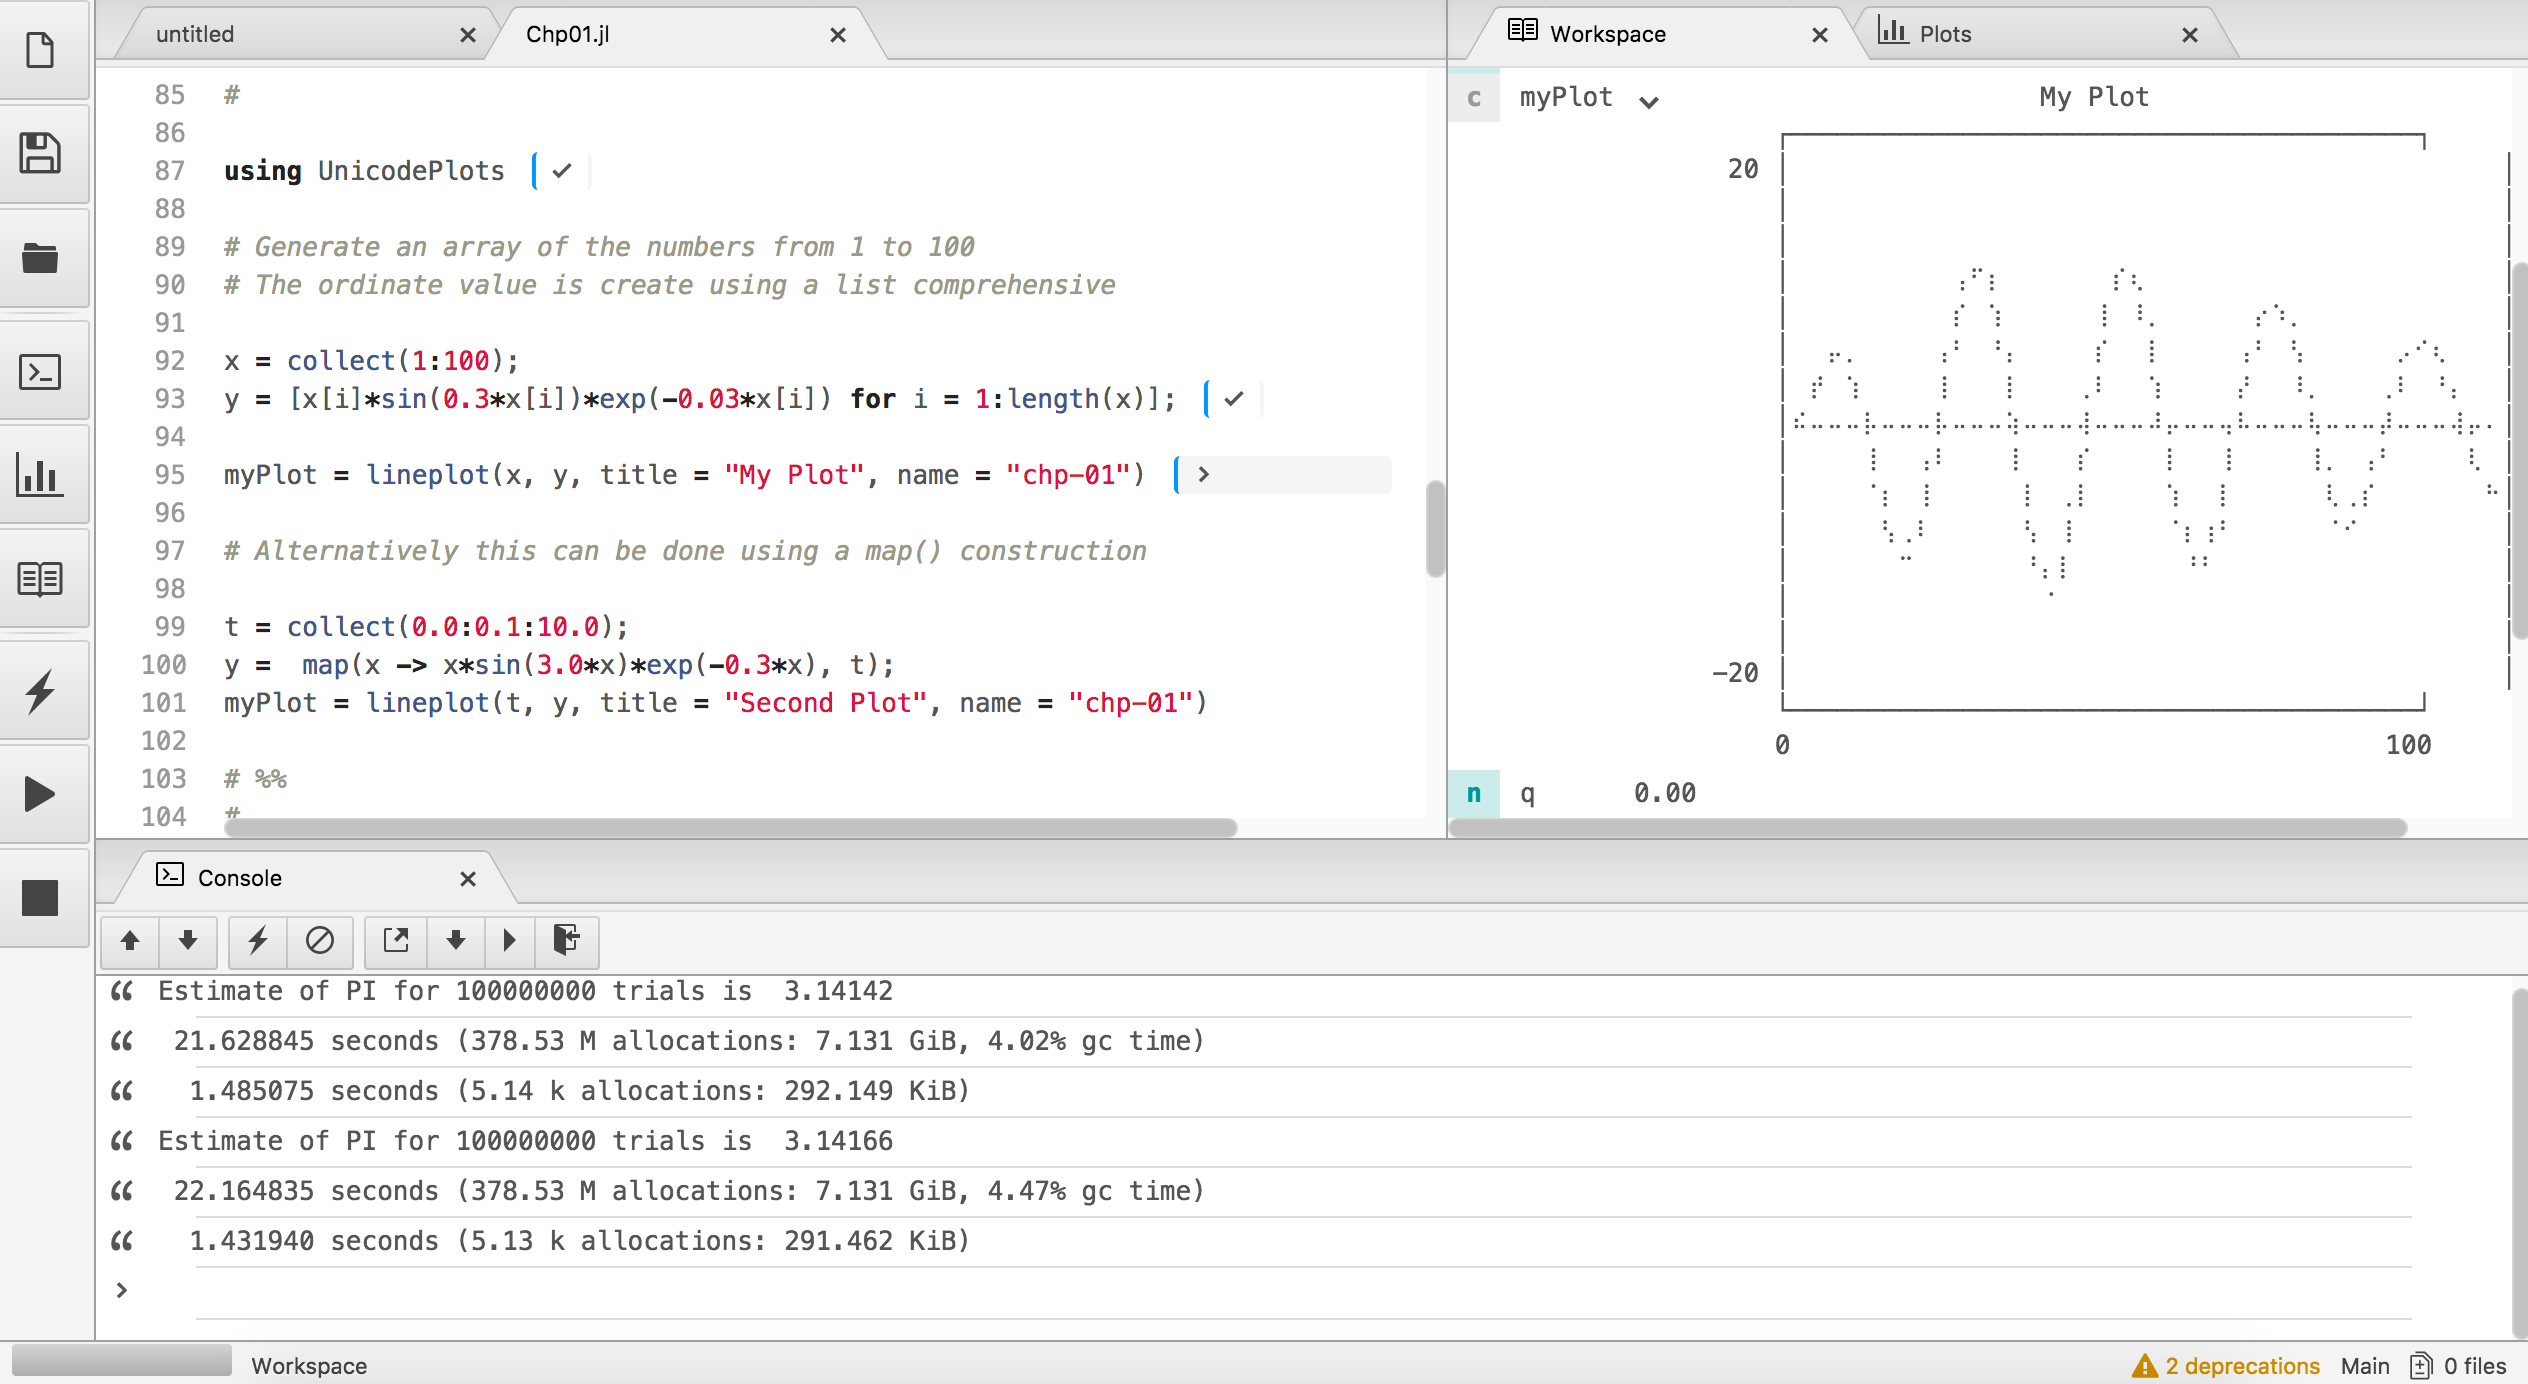 untitled
Chp01.jl
Workspace
Plots
85 #
86
87 using UnicodePlots
88
89 # Generate an array of the numbers from 1 to 100
90 # The ordinate value is create using a list comprehensive
91
92 x = collect(1:100);
93 y = [x[i]*sin(0.3*x[i])*exp(-0.03*x[i]) for i = 1:length(x)];
94
95 myPlot = lineplot(x, y, title = "My Plot", name = "chp-01")
96
97 # Alternatively this can be done using a map() construction
98
99 t = collect(0.0:0.1:10.0);
100 y =  map(x -> x*sin(3.0*x)*exp(-0.3*x), t);
101 myPlot = lineplot(t, y, title = "Second Plot", name = "chp-01")
102
103 # %%
104 #
c myPlot
My Plot
20
-20
0 100
n q 0.00
Console
“ Estimate of PI for 100000000 trials is  3.14142
“ 21.628845 seconds (378.53 M allocations: 7.131 GiB, 4.02% gc time)
“ 1.485075 seconds (5.14 k allocations: 292.149 KiB)
“ Estimate of PI for 100000000 trials is  3.14166
“ 22.164835 seconds (378.53 M allocations: 7.131 GiB, 4.47% gc time)
“ 1.431940 seconds (5.13 k allocations: 291.462 KiB)
>
Workspace
2 deprecations Main 0 files